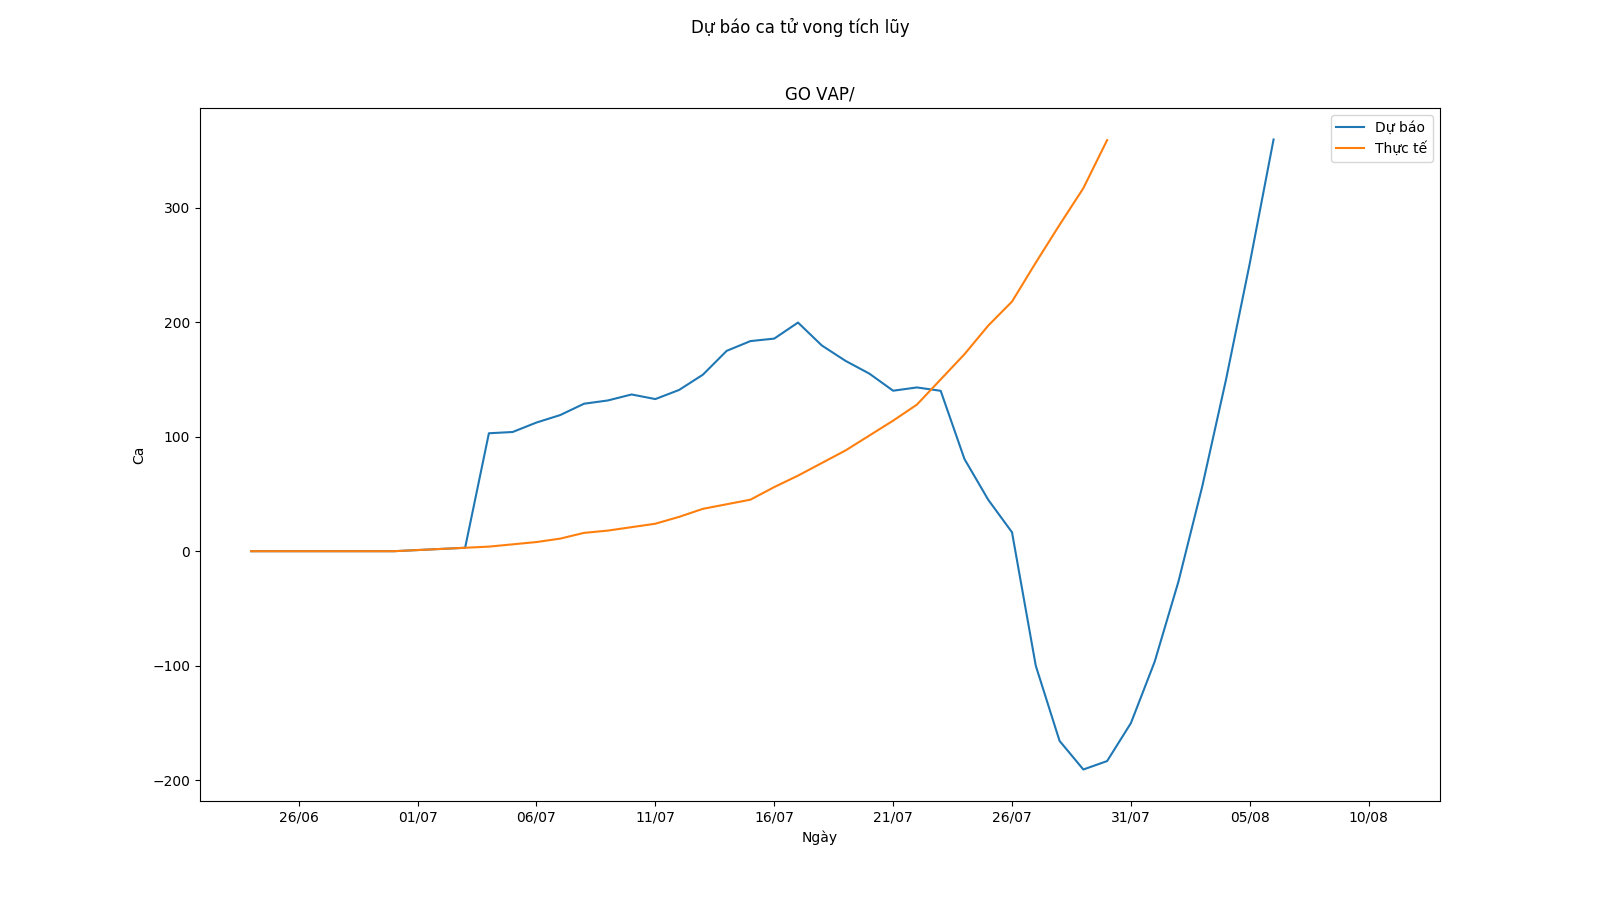 Dự báo ca tử vong tích lũy
GO VAP/
Dự báo
Thực tế
Ca
300
200
100
0
−100
−200
26/06
01/07
06/07
11/07
16/07
21/07
26/07
31/07
05/08
10/08
Ngày